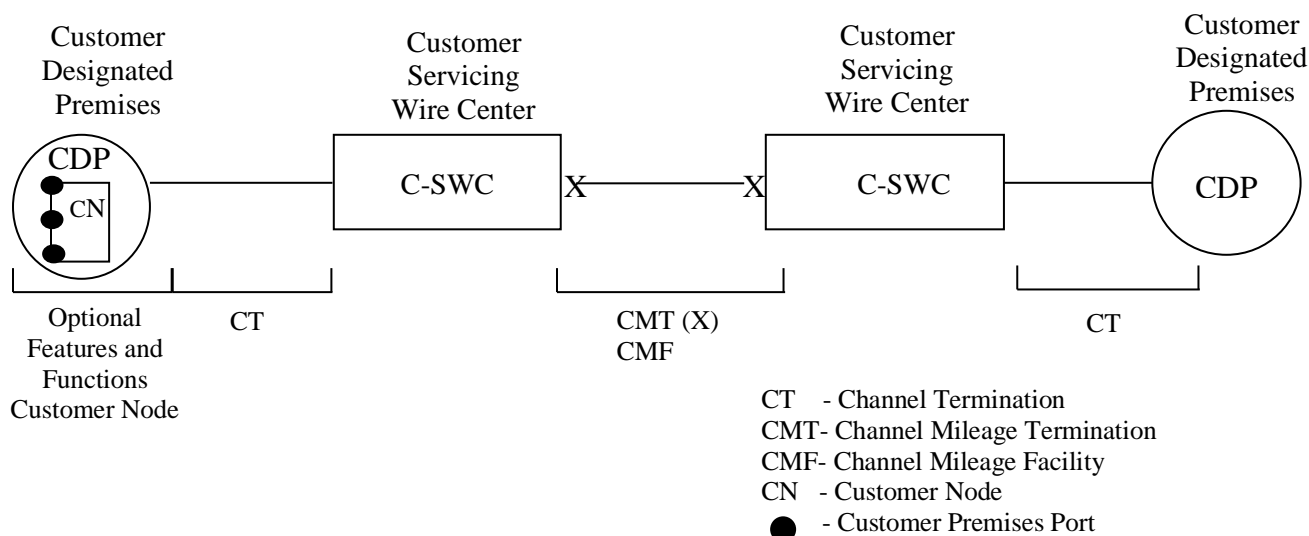 Customer
Designated
Premises
Customer
Servicing
Wire Center
Customer
Servicing
Wire Center
Customer
Designated
Premises
CDP
CN
C-SWC
X
X
C-SWC
CDP
Optional
Features and
Functions
Customer Node
CT
CMT (X)
CMF
CT
CT - Channel Termination
CMT- Channel Mileage Termination
CMF- Channel Mileage Facility
CN - Customer Node
- Customer Premises Port